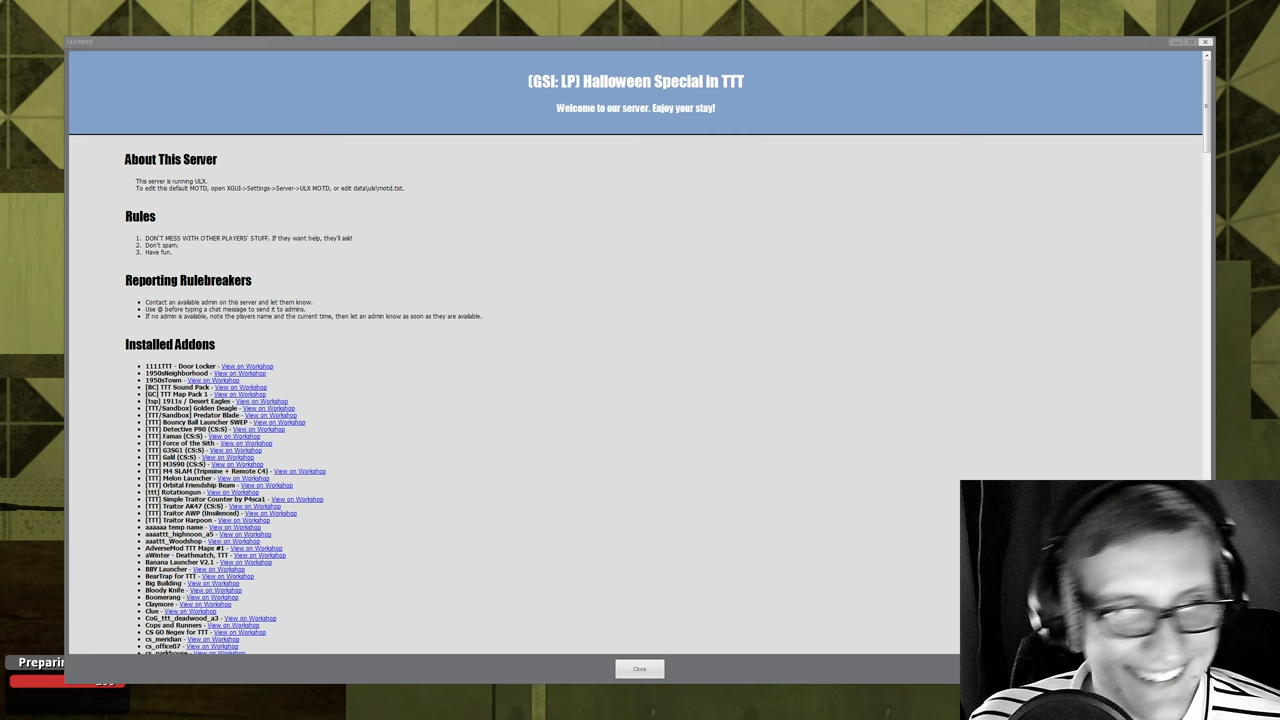 ULX MOTD
(GSI: LP) Halloween Special in TTT
Welcome to our server. Enjoy your stay!
About This Server
This server is running ULX.
To edit this default MOTD, open XGUI->Settings->Server->ULX MOTD, or edit data\ulx\motd.txt.
Rules
1. DON'T MESS WITH OTHER PLAYERS' STUFF. If they want help, they'll ask!
2. Don't spam.
3. Have fun.
Reporting Rulebreakers
Contact an available admin on this server and let them know.
Use @ before typing a chat message to send it to admins.
If no admin is available, note the players name and the current time, then let an admin know as soon as they are available.
Installed Addons
1111TTT - Door Locker - View on Workshop
1950sNeighborhood - View on Workshop
1950sTown - View on Workshop
[BC] TTT Sound Pack - View on Workshop
[GC] TTT Map Pack 1 - View on Workshop
[tsp] 1911s / Desert Eagles - View on Workshop
[TTT/Sandbox] Golden Deagle - View on Workshop
[TTT/Sandbox] Predator Blade - View on Workshop
[TTT] Bouncy Ball Launcher SWEP - View on Workshop
[TTT] Detective P90 (CS:S) - View on Workshop
[TTT] Famas (CS:S) - View on Workshop
[TTT] Force of the Sith - View on Workshop
[TTT] G3SG1 (CS:S) - View on Workshop
[TTT] Galil (CS:S) - View on Workshop
[TTT] M3S90 (CS:S) - View on Workshop
[TTT] M4 SLAM (Tripmine + Remote C4) - View on Workshop
[TTT] Melon Launcher - View on Workshop
[TTT] Orbital Friendship Beam - View on Workshop
[ttt] Rotationgun - View on Workshop
[TTT] Simple Traitor Counter by P4sca1 - View on Workshop
[TTT] Traitor AK47 (CS:S) - View on Workshop
[TTT] Traitor AWP (Unsilenced) - View on Workshop
[TTT] Traitor Harpoon - View on Workshop
aaaaaa temp name - View on Workshop
aaaattt_highnoon_a5 - View on Workshop
aaattt_Woodshop - View on Workshop
AdverseMod TTT Maps #1 - View on Workshop
aWinter - Deathmatch, TTT - View on Workshop
Banana Launcher V2.1 - View on Workshop
BBY Launcher - View on Workshop
BearTrap for TTT - View on Workshop
Big Building - View on Workshop
Bloody Knife - View on Workshop
Boomerang - View on Workshop
Claymore - View on Workshop
Clue - View on Workshop
CoG_ttt_deadwood_a3 - View on Workshop
Cops and Runners - View on Workshop
CS GO Negev for TTT - View on Workshop
cs_meridian - View on Workshop
cs_office07 - View on Workshop
cs_parkhouse - View on Workshop
Preparin
Close